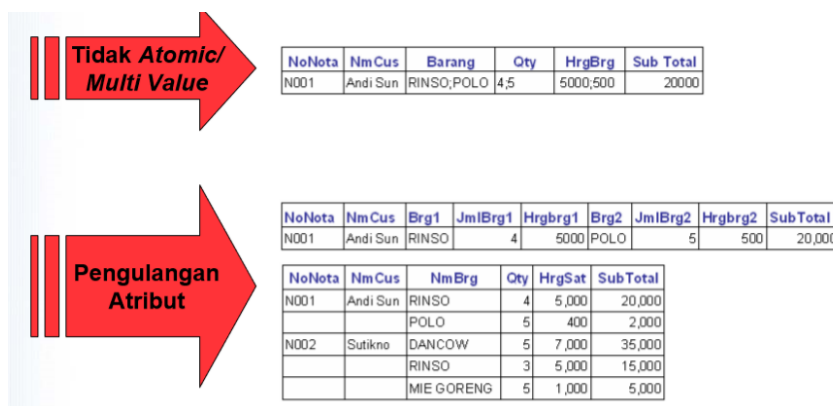 Tidak Atomic/
Multi Value
NoNota NmCus Barang Qty HrgBrg Sub Total
N001 Andi Sun RINSO;POLO 4;5 5000;500 20000
Pengulangan
Atribut
NoNota NmCus Brg1 JmlBrg1 Hrgbrg1 Brg2 JmlBrg2 Hrgbrg2 SubTotal
N001 Andi Sun RINSO 4 5000 POLO 5 500 20,000
NoNota NmCus NmBrg Qty HrgSat SubTotal
N001 Andi Sun RINSO 4 5,000 20,000
POLO 5 400 2,000
N002 Sutikno DANCOW 5 7,000 35,000
RINSO 3 5,000 15,000
MIE GORENG 5 1,000 5,000